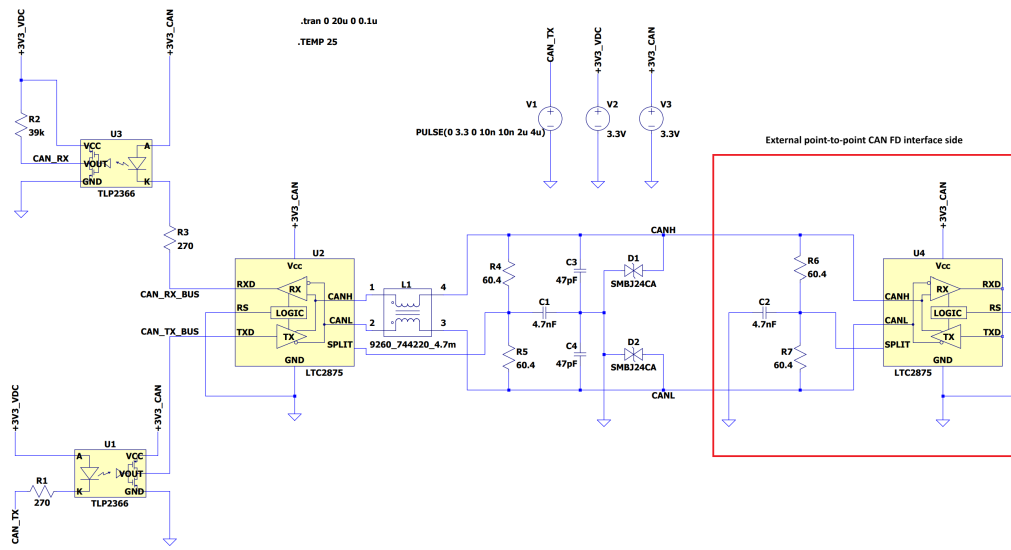 .tran 0 20u 0 0.1u
.TEMP 25
+3V3_VDC
+3V3_CAN
R2
39k
U3
VCC
A
CAN_RX
VOUT
GND
K
TLP2366
R3
270
CAN_TX
+3V3_VDC
+3V3_CAN
V1
V2
V3
PULSE(0 3.3 0 10n 10n 2u 4u)
3.3V
3.3V
External point-to-point CAN FD interface side
+3V3_CAN
U2
Vcc
RXD
RX
CAN_RX_BUS
RS
LOGIC
CANH
CAN_TX_BUS
TXD
TX
CANL
SPLIT
GND
LTC2875
1
L1
4
2
3
9260_744220_4.7m
R4
60.4
C1
4.7nF
R5
60.4
C3
47pF
C4
47pF
CANH
D1
SMBJ24CA
D2
SMBJ24CA
CANL
R6
60.4
C2
4.7nF
R7
60.4
+3V3_CAN
U4
Vcc
RXD
RX
CANH
RS
LOGIC
CANL
TXD
TX
SPLIT
GND
LTC2875
+3V3_VDC
+3V3_CAN
U1
A
VCC
VOUT
R1
270
K
GND
TLP2366
CAN_TX